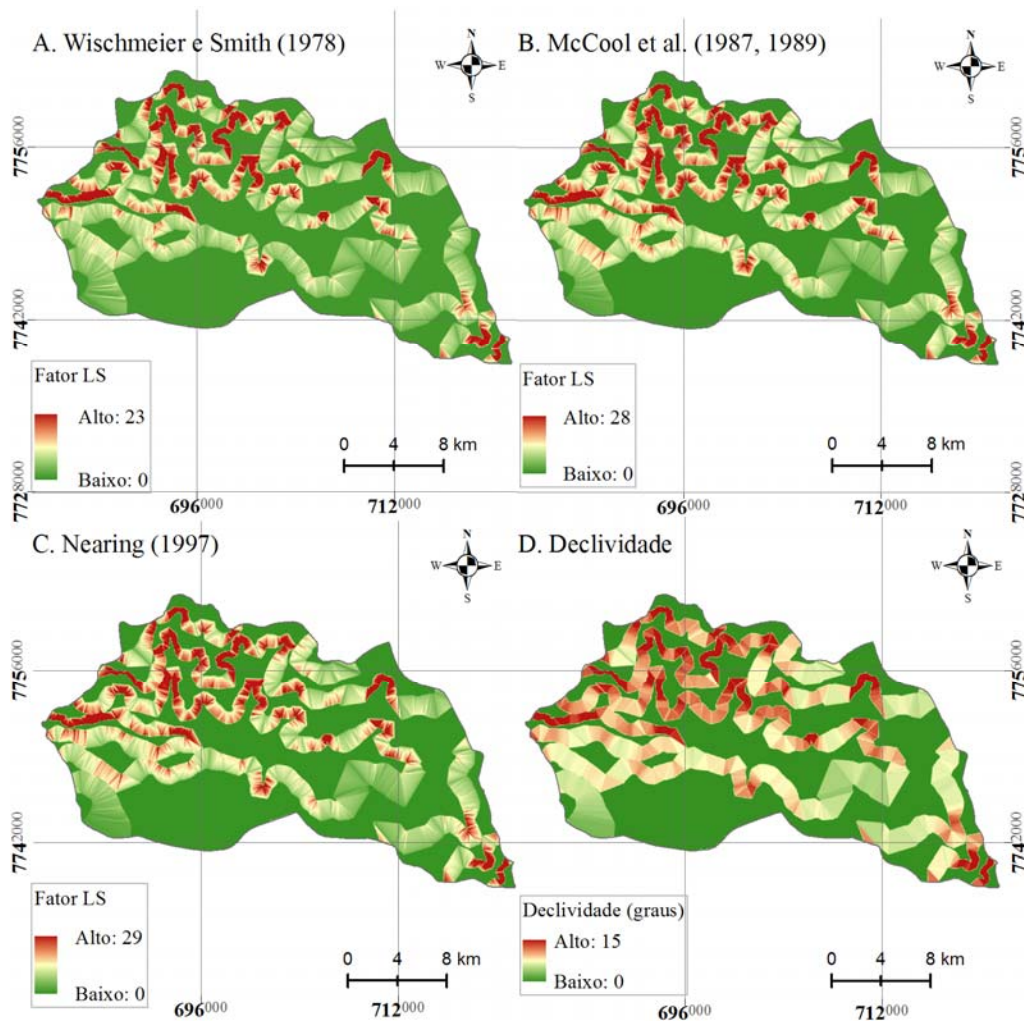 A. Wischmeier e Smith (1978)
N
W E
S
7756000
7742000
7728000
Fator LS
Alto: 23
Baixo: 0
0 4 8 km
696000
712000
B. McCool et al. (1987, 1989)
N
W E
S
7756000
7742000
7728000
Fator LS
Alto: 28
Baixo: 0
0 4 8 km
696000
712000
C. Nearing (1997)
N
W E
S
7756000
7742000
Fator LS
Alto: 29
Baixo: 0
0 4 8 km
696000
712000
D. Declividade
N
W E
S
7756000
7742000
Declividade (graus)
Alto: 15
Baixo: 0
0 4 8 km
696000
712000